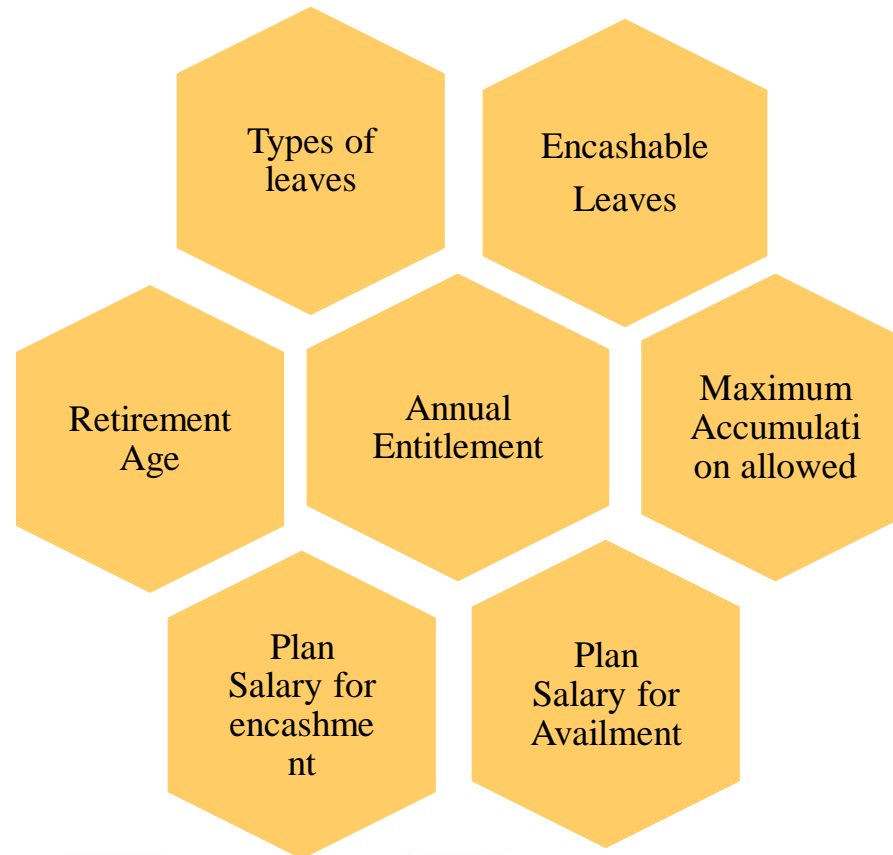 Types of
leaves
Encashable
Leaves
Retirement
Age
Annual
Entitlement
Maximum
Accumulati
on allowed
Plan
Salary for
encashme
nt
Plan
Salary for
Availment